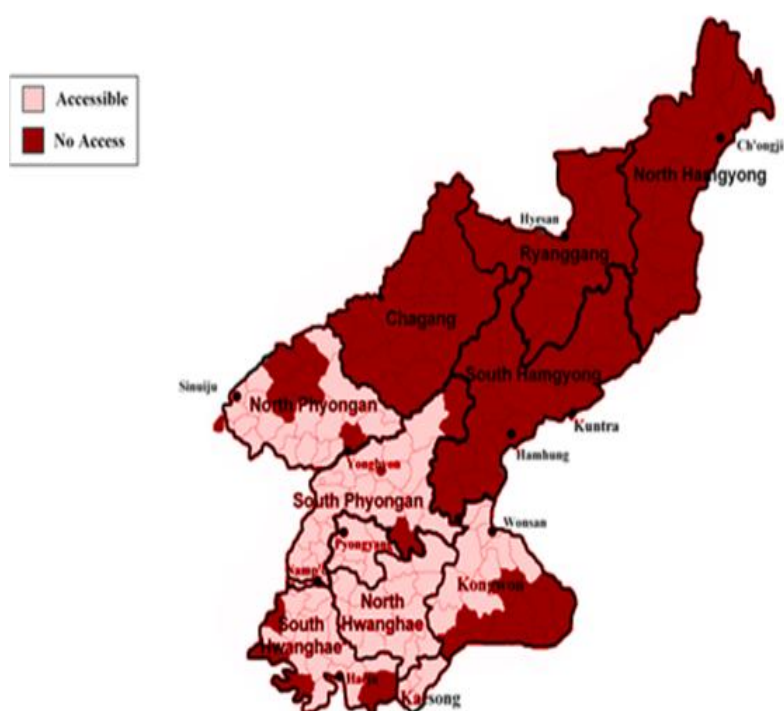 Accessible
No Access
Ch'ongji
North Hamgyong
Hyesan
Ryanggang
Chagang
South Hamgyong
Sinuiju
North Phyongan
Kuntra
Hamhung
Yongbyon
South Phyongan
Wonsan
Pyongyang
Kongwon
North
Hwanghae
South
Hwanghae
Haeju
Kaesong